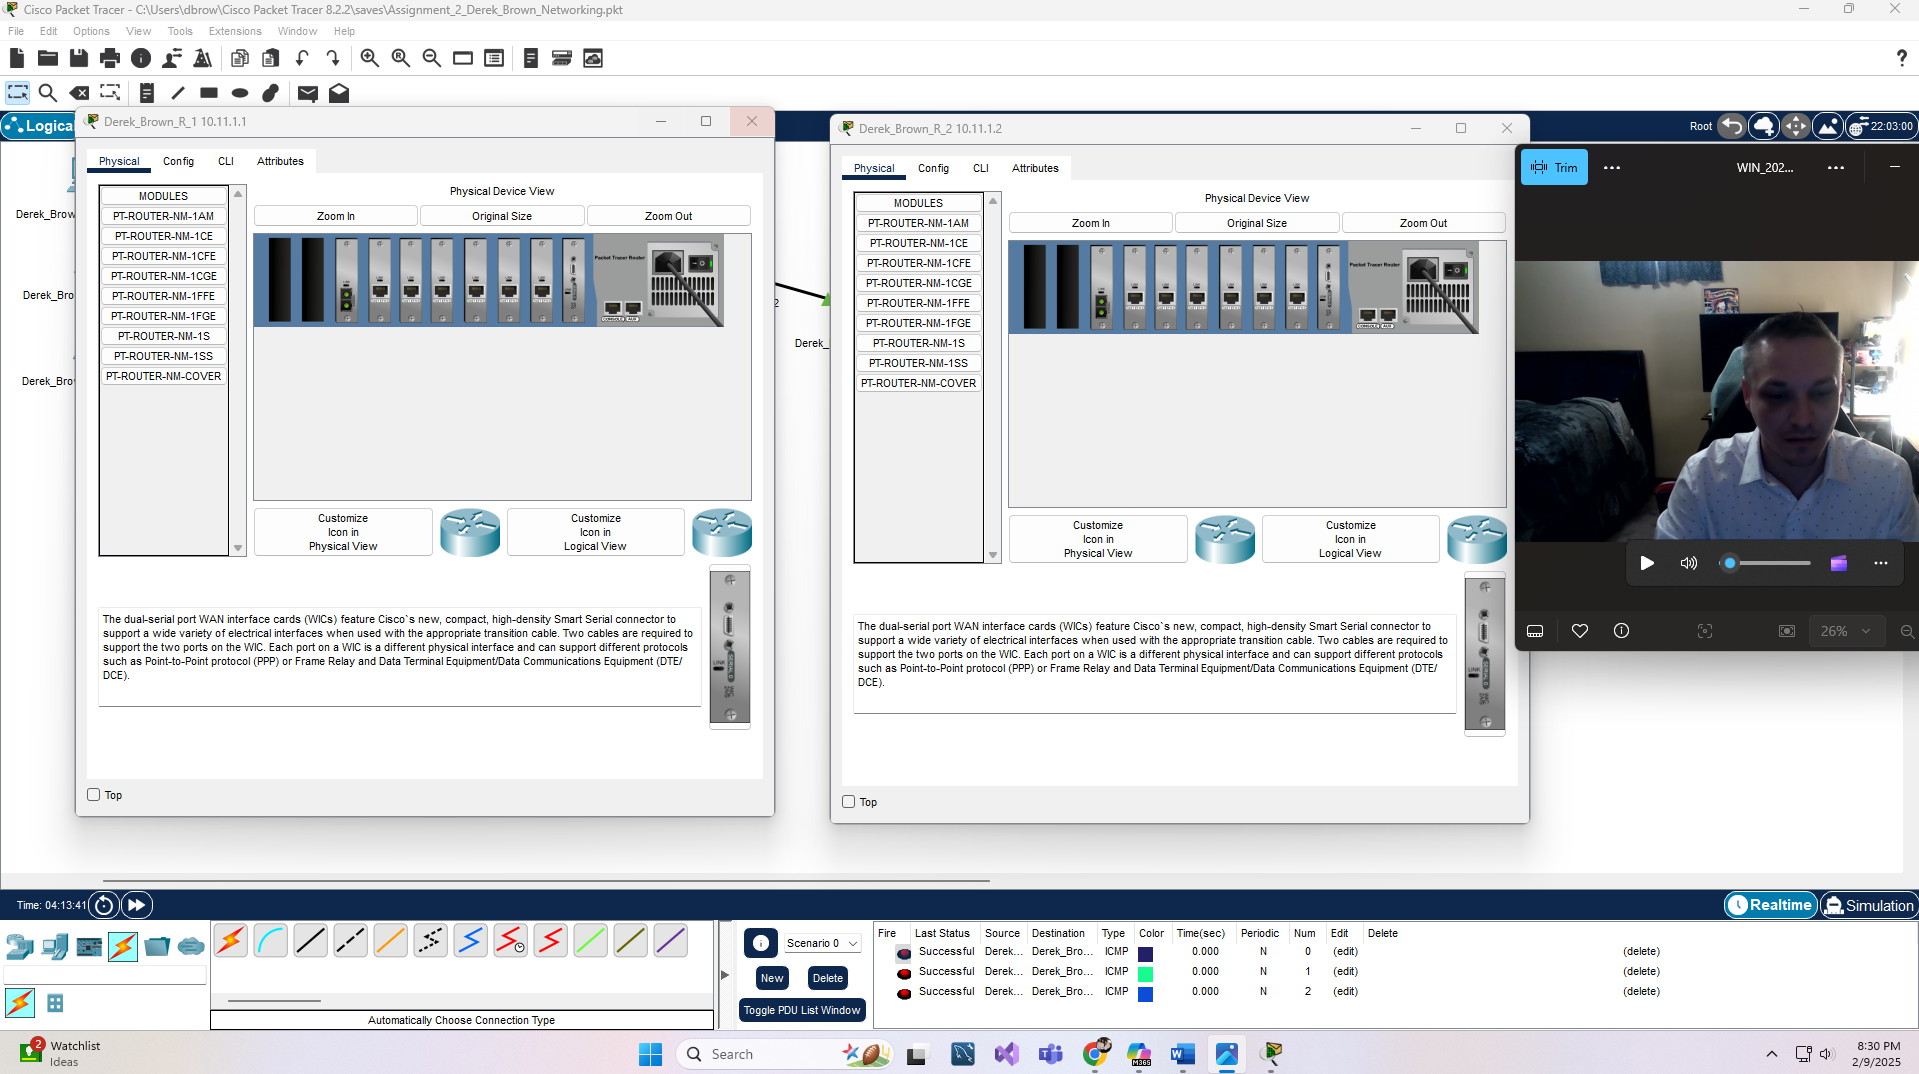 Cisco Packet Tracer - C:\Users\dbrow\Cisco Packet Tracer 8.2.2\saves\Assignment_2_Derek_Brown_Networking.pkt
File Edit Options View Tools Extensions Window Help
?
Logical
Root
22:03:00
Derek_Brow
Derek_Bro
Derek_Brow
2
Derek_
Derek_Brown_R_1 10.11.1.1
Physical Config CLI Attributes
MODULES
PT-ROUTER-NM-1AM
PT-ROUTER-NM-1CE
PT-ROUTER-NM-1CFE
PT-ROUTER-NM-1CGE
PT-ROUTER-NM-1FFE
PT-ROUTER-NM-1FGE
PT-ROUTER-NM-1S
PT-ROUTER-NM-1SS
PT-ROUTER-NM-COVER
Physical Device View
Zoom In Original Size Zoom Out
Packet Tracer Router
CONSOLE AUX
Customize
Icon in
Physical View
Customize
Icon in
Logical View
The dual-serial port WAN interface cards (WICs) feature Cisco`s new, compact, high-density Smart Serial connector to
support a wide variety of electrical interfaces when used with the appropriate transition cable. Two cables are required to
support the two ports on the WIC. Each port on a WIC is a different physical interface and can support different protocols
such as Point-to-Point protocol (PPP) or Frame Relay and Data Terminal Equipment/Data Communications Equipment (DTE/
DCE).
LINK
SERIAL 0
Top
Derek_Brown_R_2 10.11.1.2
Physical Config CLI Attributes
MODULES
PT-ROUTER-NM-1AM
PT-ROUTER-NM-1CE
PT-ROUTER-NM-1CFE
PT-ROUTER-NM-1CGE
PT-ROUTER-NM-1FFE
PT-ROUTER-NM-1FGE
PT-ROUTER-NM-1S
PT-ROUTER-NM-1SS
PT-ROUTER-NM-COVER
Physical Device View
Zoom In Original Size Zoom Out
Packet Tracer Router
CONSOLE AUX
Customize
Icon in
Physical View
Customize
Icon in
Logical View
The dual-serial port WAN interface cards (WICs) feature Cisco`s new, compact, high-density Smart Serial connector to
support a wide variety of electrical interfaces when used with the appropriate transition cable. Two cables are required to
support the two ports on the WIC. Each port on a WIC is a different physical interface and can support different protocols
such as Point-to-Point protocol (PPP) or Frame Relay and Data Terminal Equipment/Data Communications Equipment (DTE/
DCE).
LINK
SERIAL 0
Top
Trim
WIN_202...
26%
Time: 04:13:41
Realtime
Simulation
Automatically Choose Connection Type
Scenario 0
New Delete
Toggle PDU List Window
Fire Last Status Source Destination Type Color Time(sec) Periodic Num Edit Delete
Successful Derek... Derek_Bro... ICMP 0.000 N 0 (edit) (delete)
Successful Derek... Derek_Bro... ICMP 0.000 N 1 (edit) (delete)
Successful Derek... Derek_Bro... ICMP 0.000 N 2 (edit) (delete)
2
Watchlist
Ideas
Search
M365
8:30 PM
2/9/2025